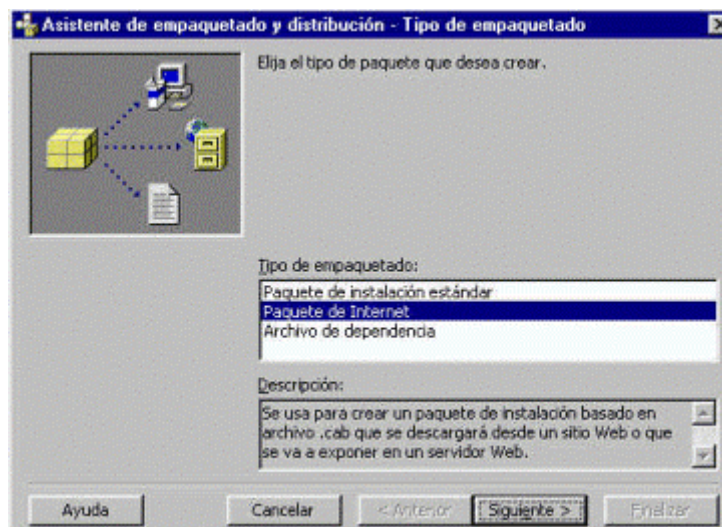 Asistente de empaquetado y distribución - Tipo de empaquetado
Elija el tipo de paquete que desea crear.
Tipo de empaquetado:
Paquete de instalación estándar
Paquete de Internet
Archivo de dependencia
Descripción:
Se usa para crear un paquete de instalación basado en
archivo .cab que se descargará desde un sitio Web o que
se va a exponer en un servidor Web.
Ayuda
Cancelar
< Anterior
Siguiente >
Finalizar